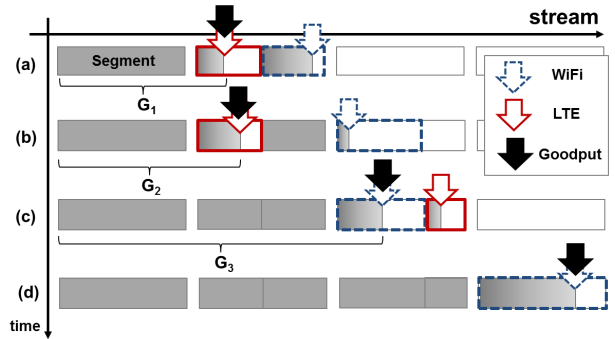 stream
(a)
Segment
G1
WiFi
LTE
Goodput
(b)
G2
(c)
G3
(d)
time